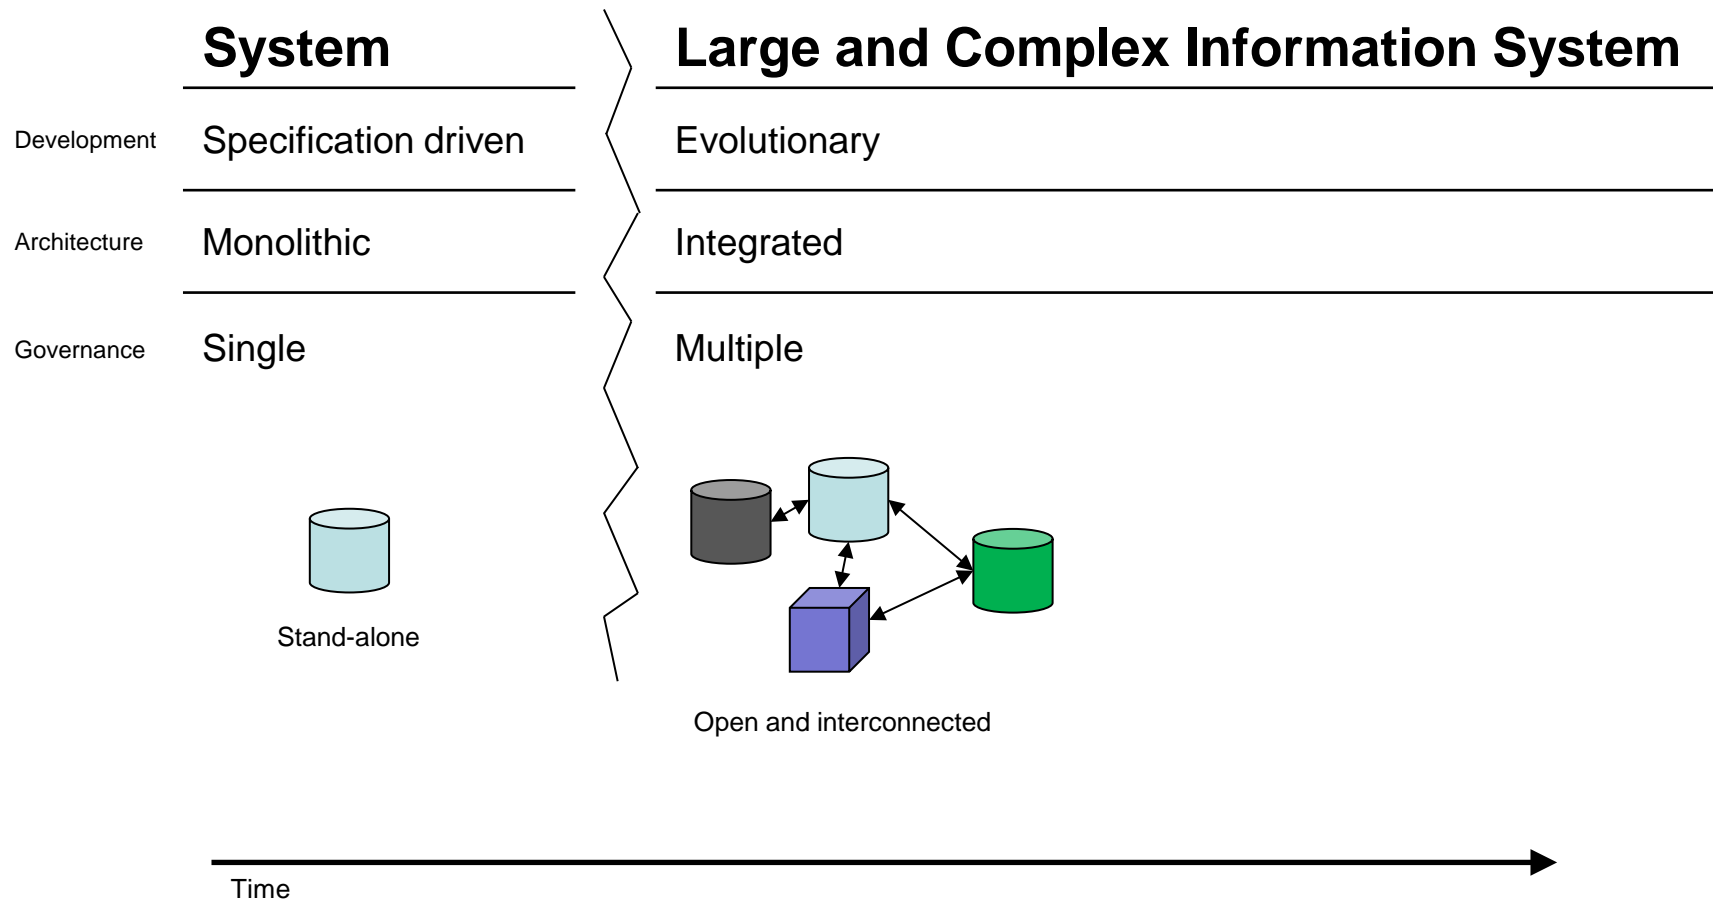 System
Large and Complex Information System
Development
Specification driven
Evolutionary
Architecture
Monolithic
Integrated
Governance
Single
Multiple
Stand-alone
Open and interconnected
Time